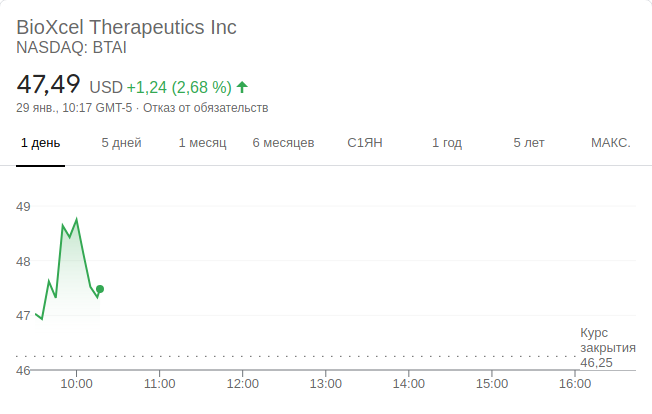 BioXcel Therapeutics Inc
NASDAQ: BTAI
47,49 USD +1,24 (2,68 %)
29 янв., 10:17 GMT-5 · Отказ от обязательств
1 день 5 дней 1 месяц 6 месяцев С1ЯН 1 год 5 лет МАКС.
49
48
47
Курс
закрытия
46,25
46
10:00 11:00 12:00 13:00 14:00 15:00 16:00